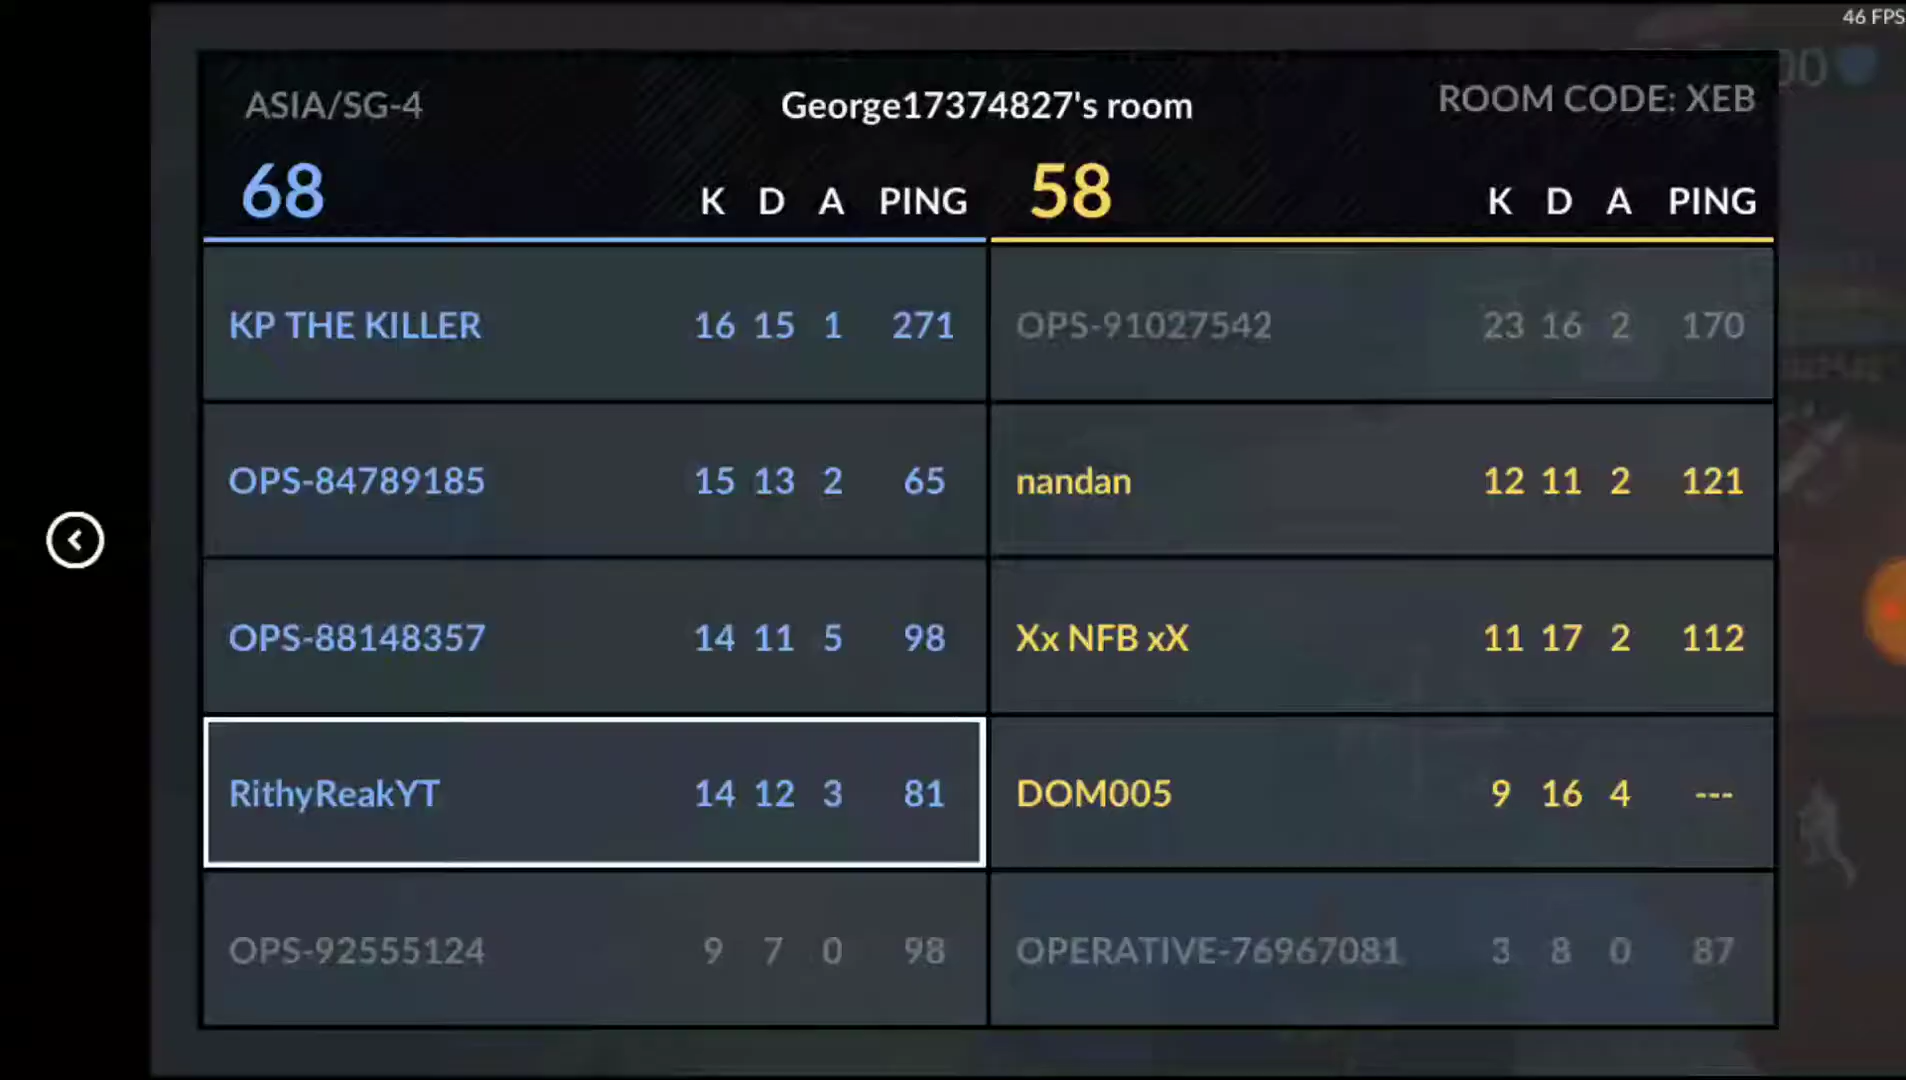 46 FPS
ASIA/SG-4 George17374827's room ROOM CODE: XEB
68 K D A PING 58 K D A PING
KP THE KILLER 16 15 1 271 OPS-91027542 23 16 2 170
OPS-84789185 15 13 2 65 nandan 12 11 2 121
OPS-88148357 14 11 5 98 Xx NFB xX 11 17 2 112
RithyReakYT 14 12 3 81 DOM005 9 16 4 ---
OPS-92555124 9 7 0 98 OPERATIVE-76967081 3 8 0 87